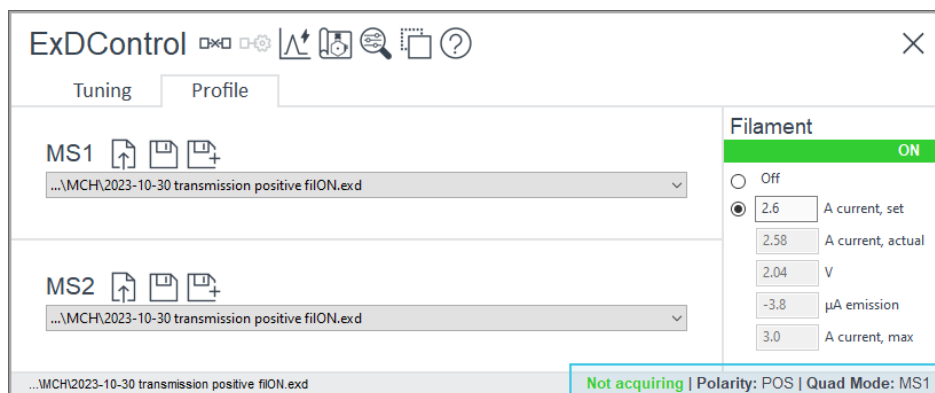 ExDControl
Tuning Profile
MS1
...\MCH\2023-10-30 transmission positive filON.exd
MS2
...\MCH\2023-10-30 transmission positive filON.exd
Filament
ON
Off
2.6 A current, set
2.58 A current, actual
2.04 V
-3.8 µA emission
3.0 A current, max
...\MCH\2023-10-30 transmission positive filON.exd
Not acquiring | Polarity: POS | Quad Mode: MS1